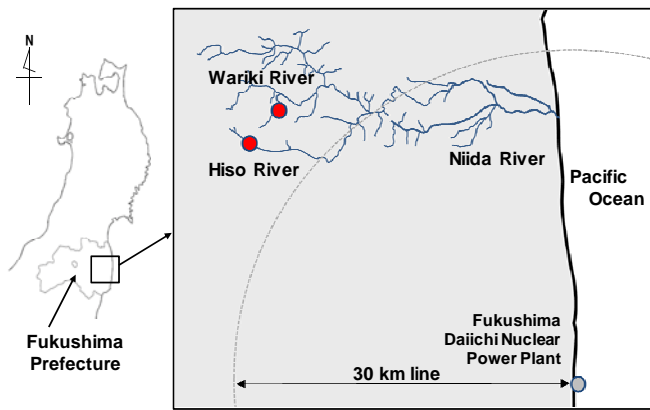 N
Wariki River
Hiso River
Niida River
Pacific
Ocean
Fukushima
Prefecture
Fukushima
Daiichi Nuclear
Power Plant
30 km line